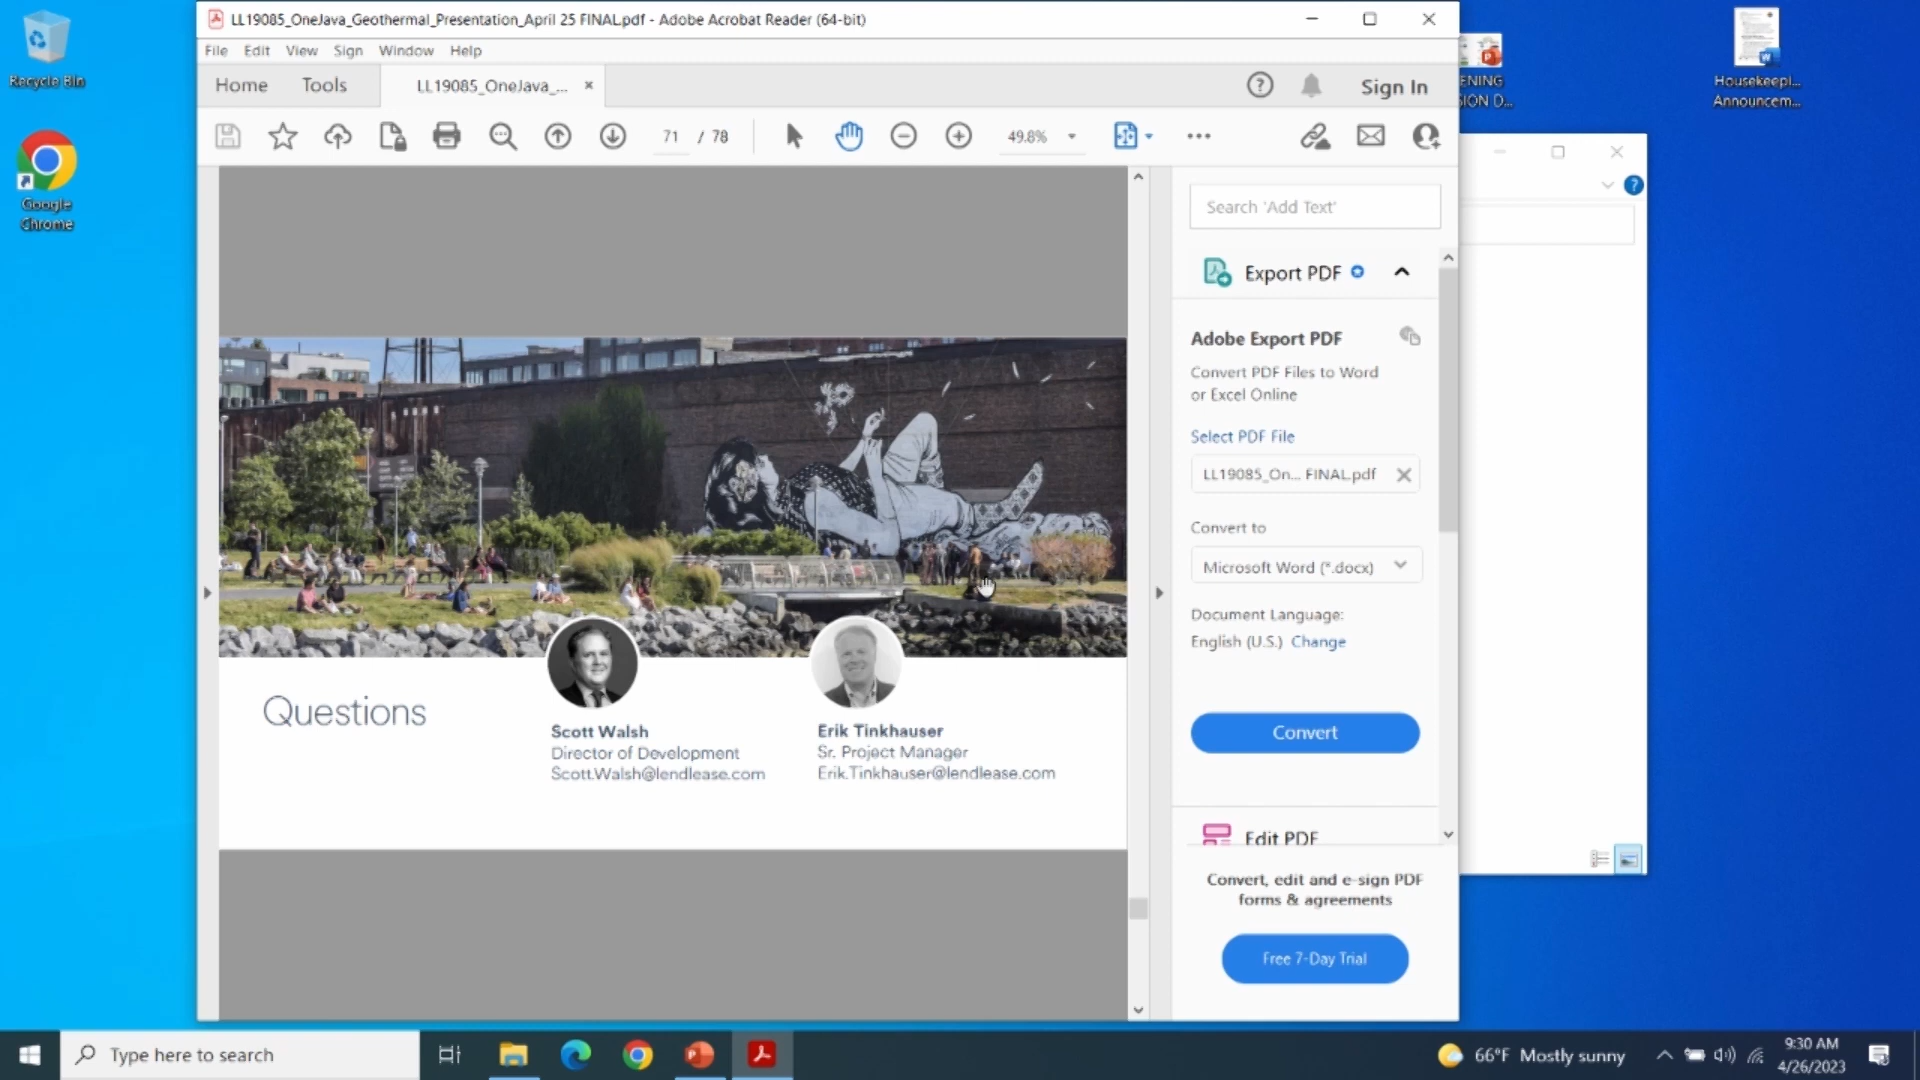 LL19085_OneJava_Geothermal_Presentation_April 25 FINAL.pdf - Adobe Acrobat Reader (64-bit)
File Edit View Sign Window Help
Home Tools LL19085_OneJava_... Sign In
71 / 78 49.8%
Recycle Bin
Google
Chrome
ENING
SION D...
Housekeepi...
Announcem...
Search 'Add Text'
Export PDF
Adobe Export PDF
Convert PDF Files to Word
or Excel Online
Select PDF File
LL19085_On... FINAL.pdf
Convert to
Microsoft Word (*.docx)
Document Language:
English (U.S.) Change
Convert
Edit PDF
Convert, edit and e-sign PDF
forms & agreements
Free 7-Day Trial
Questions
Scott Walsh
Director of Development
Scott.Walsh@lendlease.com
Erik Tinkhauser
Sr. Project Manager
Erik.Tinkhauser@lendlease.com
Type here to search
66°F Mostly sunny
9:30 AM
4/26/2023